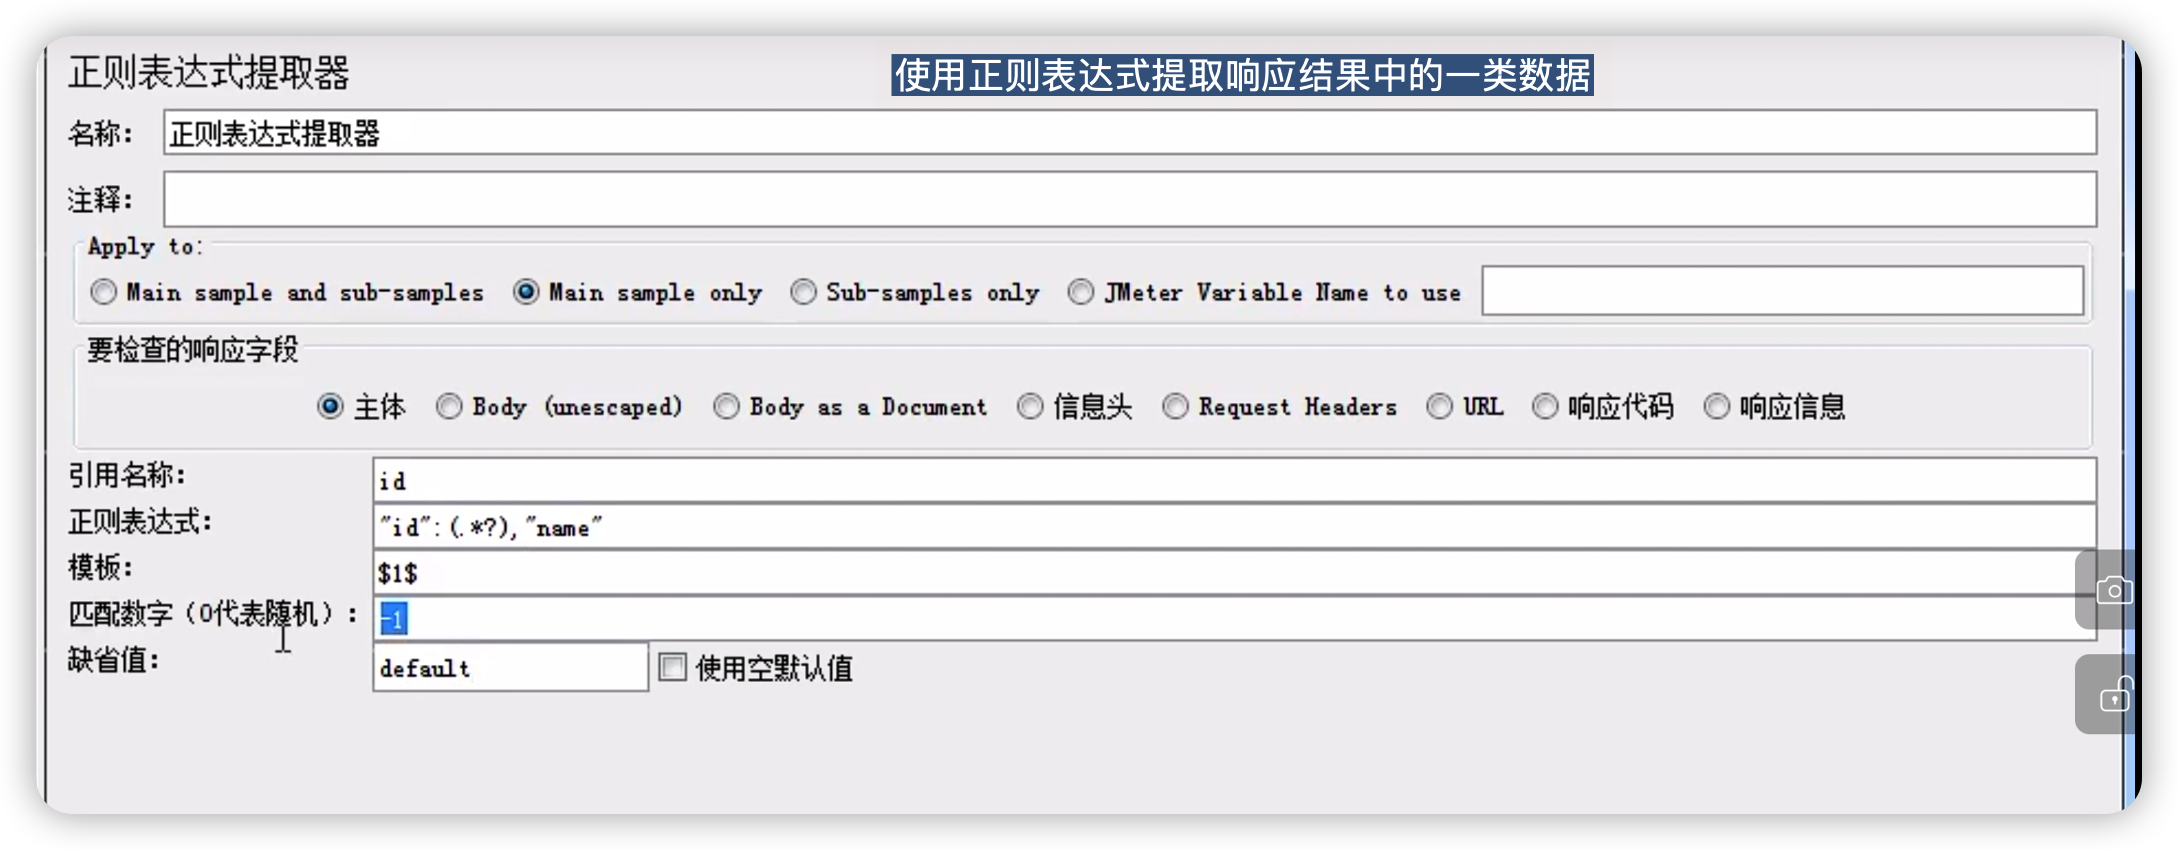 正则表达式提取器
使用正则表达式提取响应结果中的一类数据
名称: 正则表达式提取器
注释:
Apply to:
Main sample and sub-samples Main sample only Sub-samples only JMeter Variable Name to use
要检查的响应字段
主体 Body (unescaped) Body as a Document 信息头 Request Headers URL 响应代码 响应信息
引用名称: id
正则表达式: "id":(.*?),"name"
模板: $1$
匹配数字（0代表随机）: -1
缺省值: default 使用空默认值